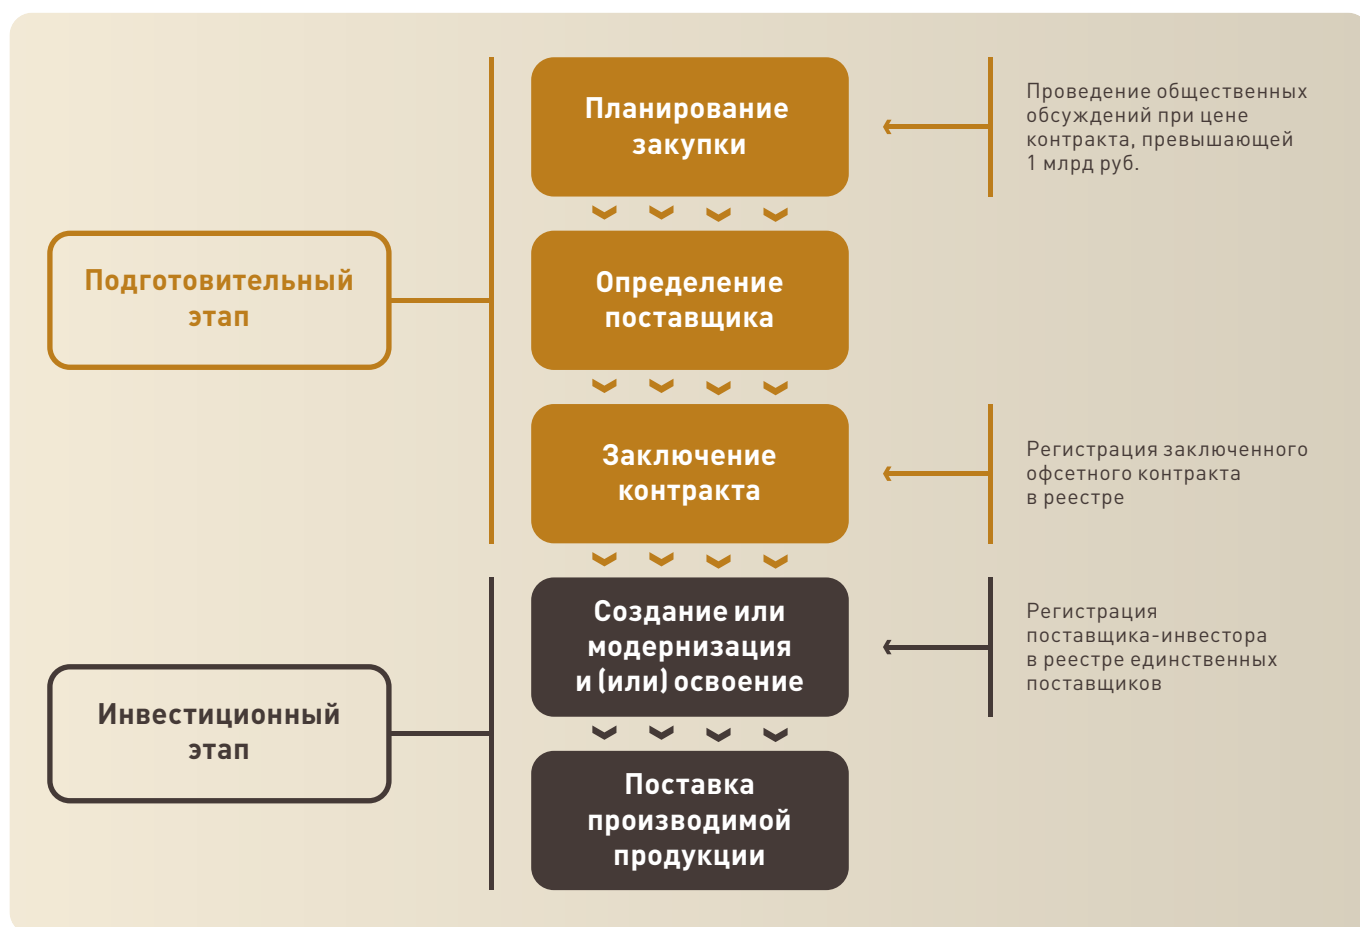 Планирование
закупки
Проведение общественных
обсуждений при цене
контракта, превышающей
1 млрд руб.
Подготовительный
этап
Определение
поставщика
Заключение
контракта
Регистрация заключенного
офсетного контракта
в реестре
Создание или
модернизация
и (или) освоение
Регистрация
поставщика-инвестора
в реестре единственных
поставщиков
Инвестиционный
этап
Поставка
производимой
продукции